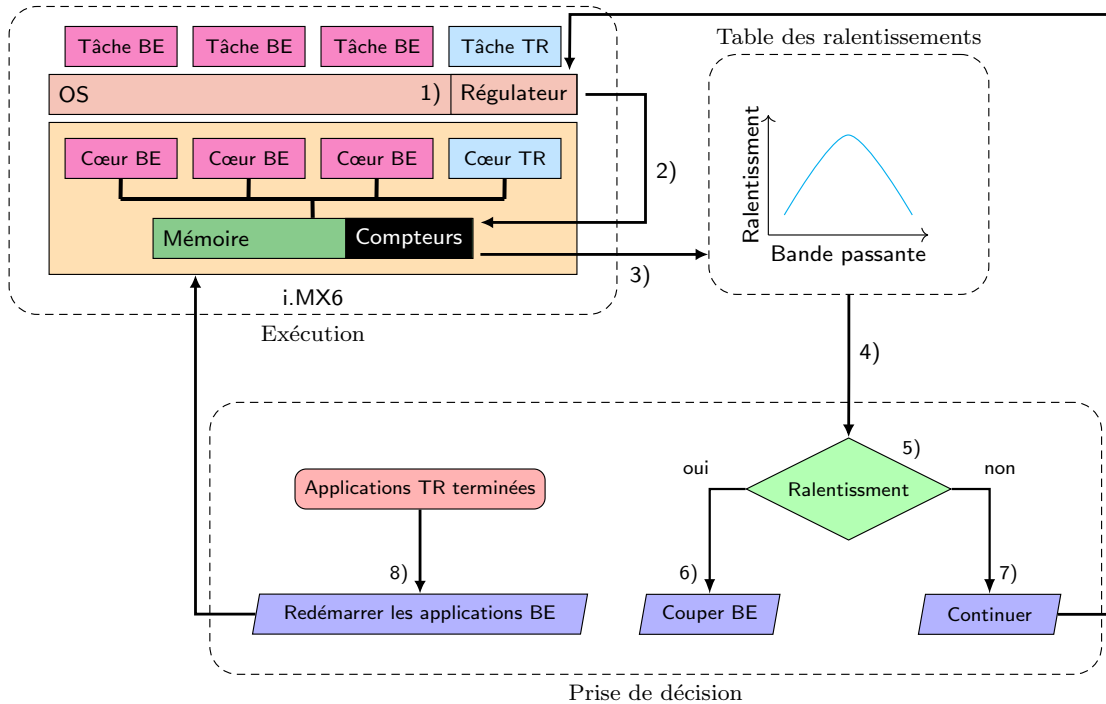 Tâche BE
Tâche BE
Tâche BE
Tâche TR
OS
1)
Régulateur
Cœur BE
Cœur BE
Cœur BE
Cœur TR
2)
Mémoire
Compteurs
3)
i.MX6
Exécution
Table des ralentissements
Ralentissment
Bande passante
4)
5)
oui
Ralentissment
non
Applications TR terminées
8)
6)
7)
Redémarrer les applications BE
Couper BE
Continuer
Prise de décision